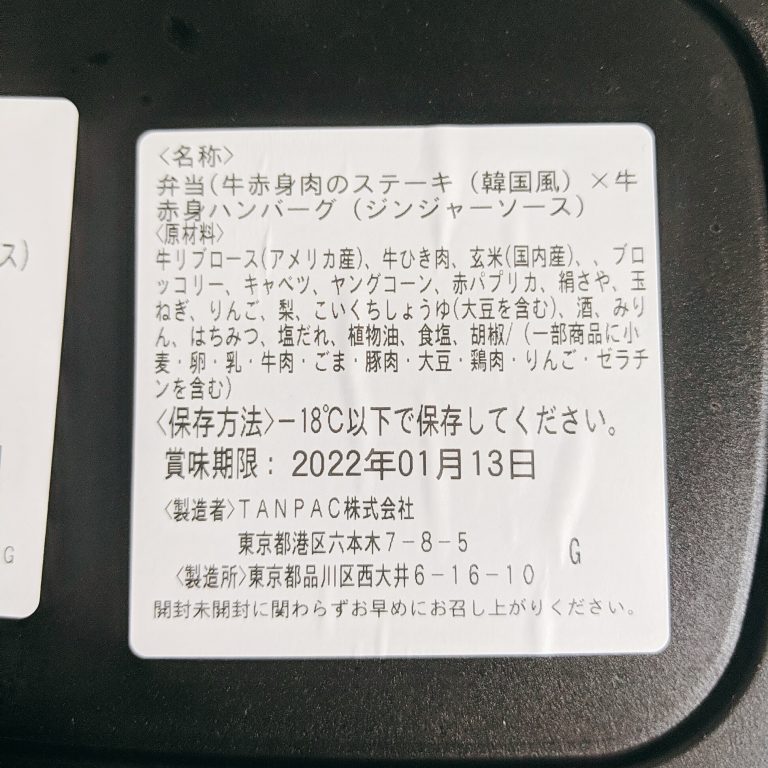 <名称>
弁当(牛赤身肉のステーキ (韓国風) ×牛
赤身ハンバーグ (ジンジャーソース)
<原材料>
牛リブロース(アメリカ産)、牛ひき肉、玄米(国内産)、、ブロ
ッコリー、キャベツ、ヤングコーン、赤パプリカ、絹さや、玉
ねぎ、りんご、梨、こいくちしょうゆ(大豆を含む)、酒、みり
ん、はちみつ、塩だれ、植物油、食塩、胡椒/ (一部商品に小
麦・卵・乳・牛肉・ごま・豚肉・大豆・鶏肉・りんご・ゼラチ
ンを含む)
<保存方法>−18℃以下で保存してください。
賞味期限: 2022年01月13日
<製造者>TANPAC株式会社
東京都港区六本木7−8−5
G
<製造所>東京都品川区西大井6−16−10
開封未開封に関わらずお早めにお召し上がりください。
ス)
G